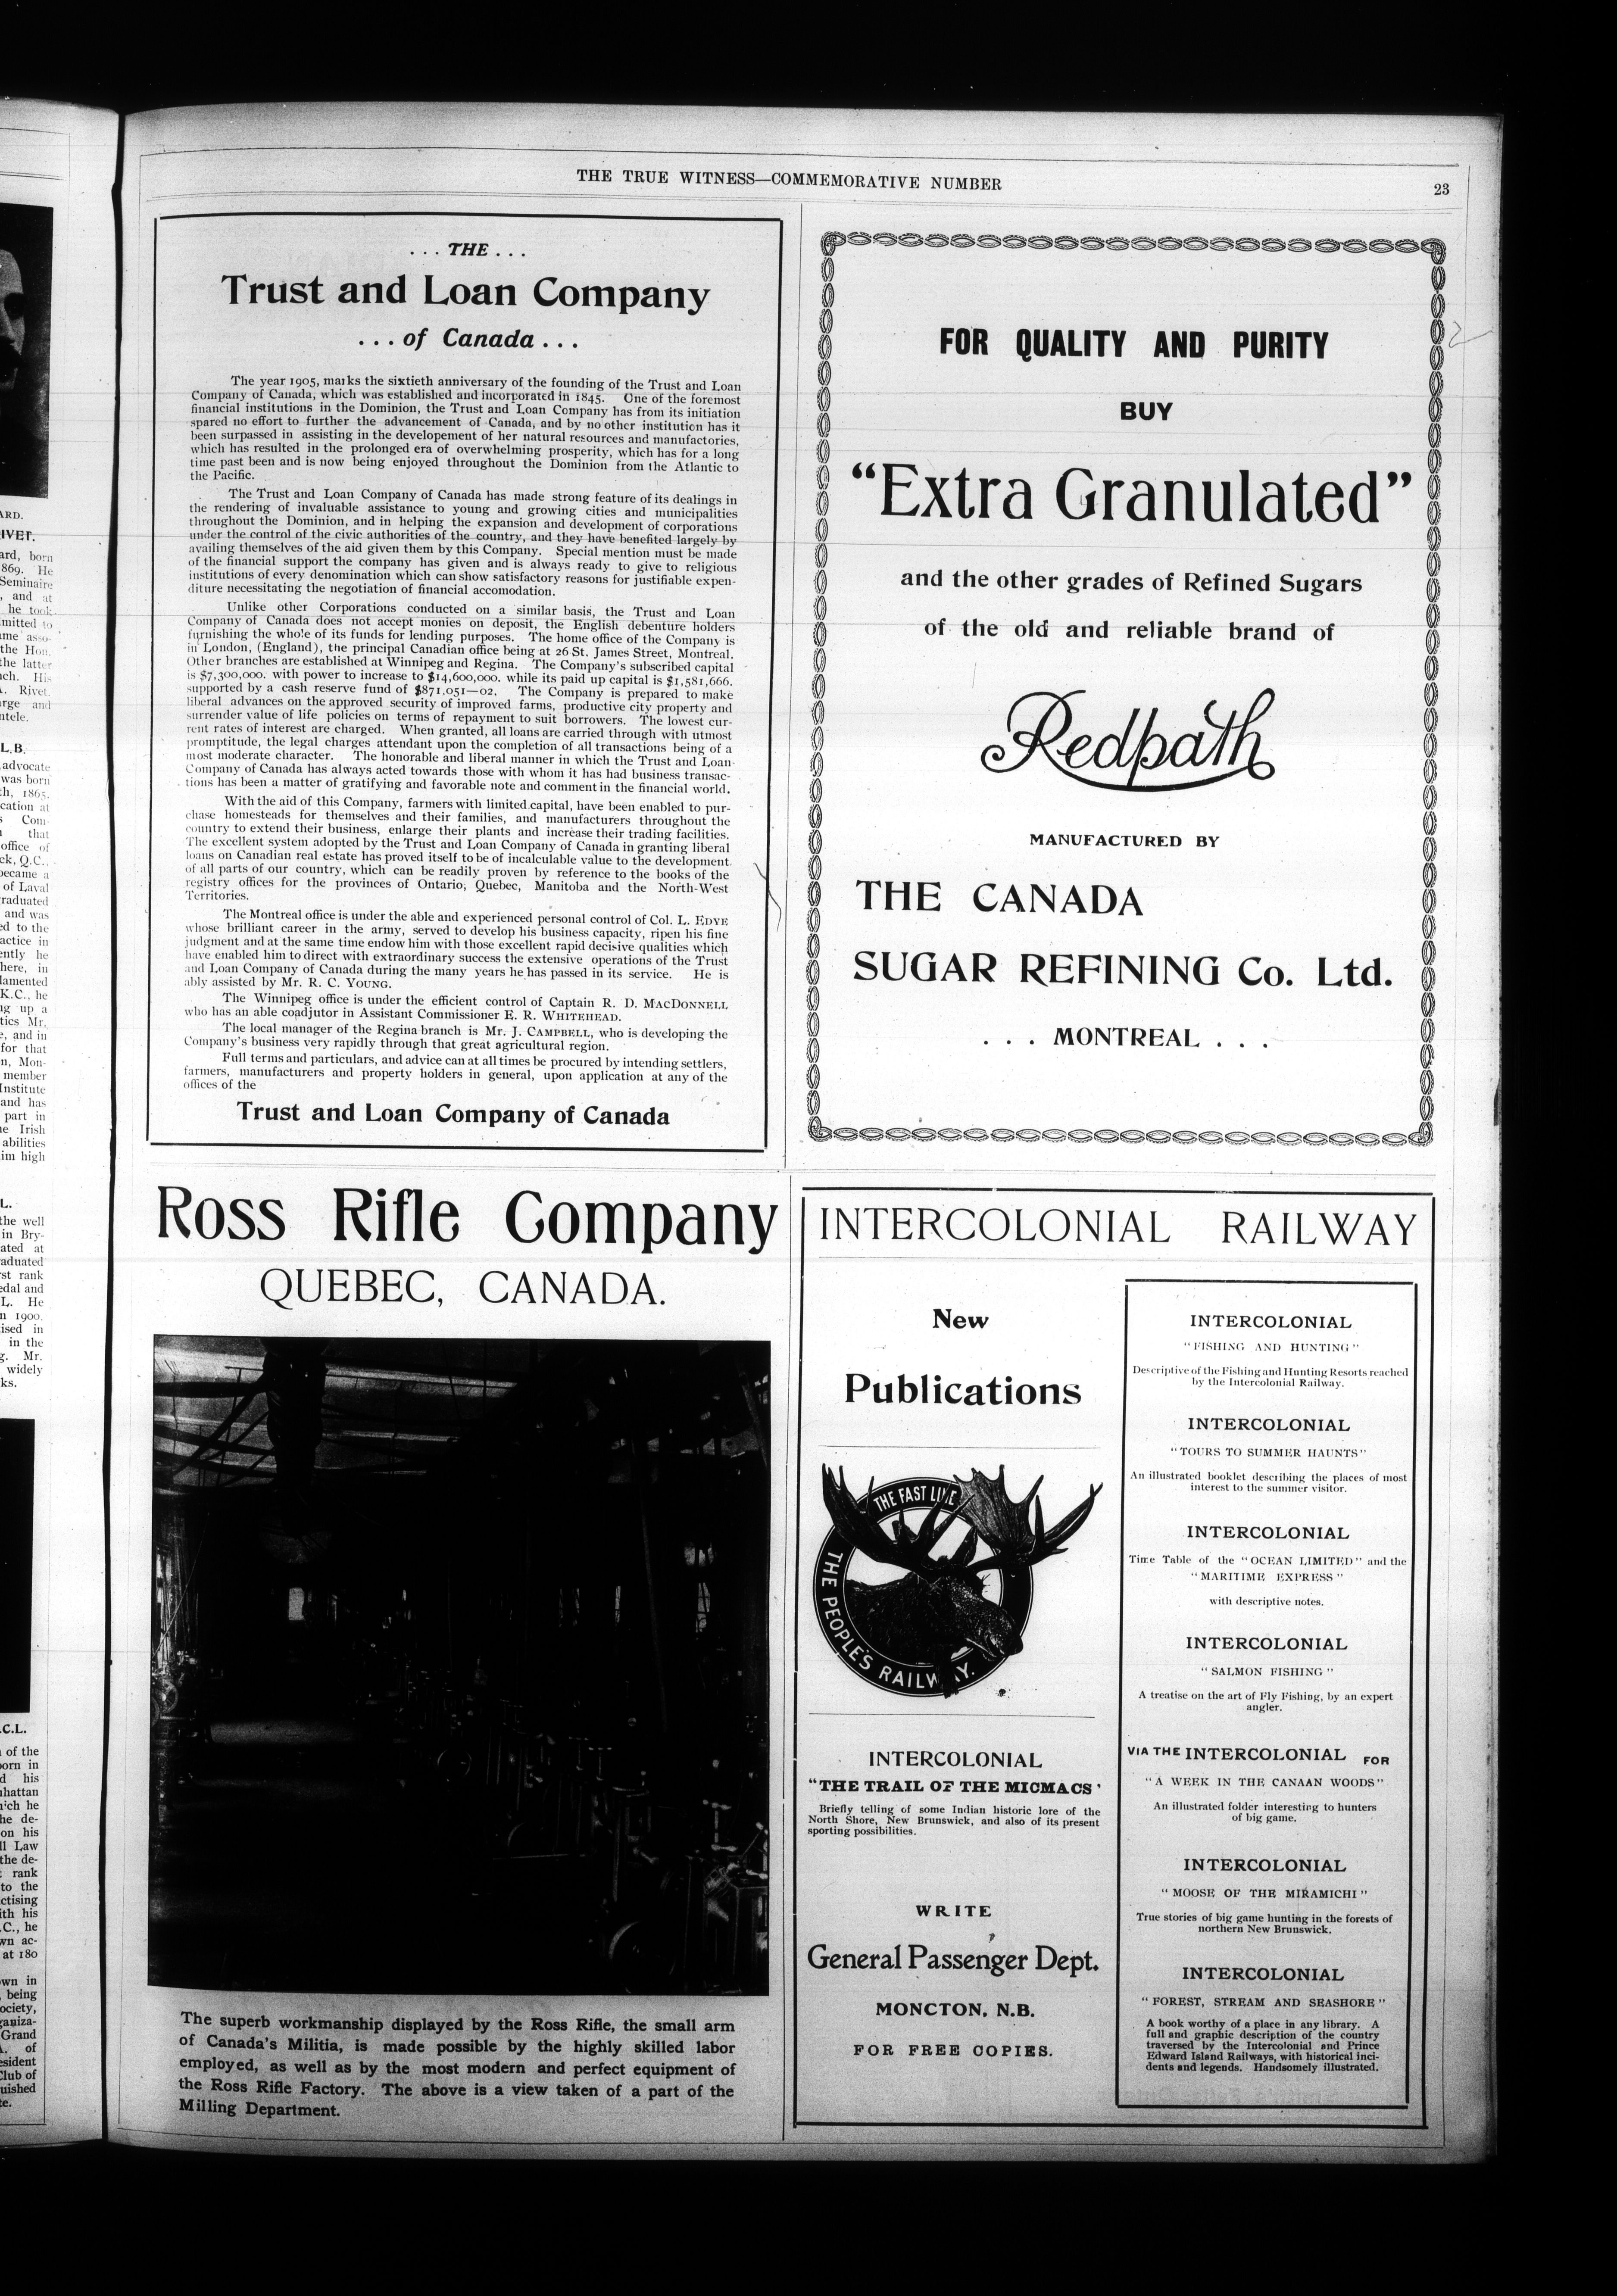 THE TRUE WITNESS—COMMEMORATIVE NUMBER
23
... THE ...
Trust and Loan Company
... of Canada ...
The year 1905, marks the sixtieth anniversary of the founding of the Trust and Loan
Company of Canada, which was established and incorporated in 1845. One of the foremost
financial institutions in the Dominion, the Trust and Loan Company has from its initiation
spared no effort to further the advancement of Canada, and by no other institution has it
been surpassed in assisting in the developement of her natural resources and manufactories,
which has resulted in the prolonged era of overwhelming prosperity, which has for a long
time past been and is now being enjoyed throughout the Dominion from the Atlantic to
the Pacific.
The Trust and Loan Company of Canada has made strong feature of its dealings in
the rendering of invaluable assistance to young and growing cities and municipalities
throughout the Dominion, and in helping the expansion and development of corporations
under the control of the civic authorities of the country, and they have benefited largely by
availing themselves of the aid given them by this Company. Special mention must be made
of the financial support the company has given and is always ready to give to religious
institutions of every denomination which can show satisfactory reasons for justifiable expen-
diture necessitating the negotiation of financial accomodation.
Unlike other Corporations conducted on a similar basis, the Trust and Loan
Company of Canada does not accept monies on deposit, the English debenture holders
furnishing the whole of its funds for lending purposes. The home office of the Company is
in London, (England), the principal Canadian office being at 26 St. James Street, Montreal.
Other branches are established at Winnipeg and Regina. The Company's subscribed capital
is $7,300,000. with power to increase to $14,600,000. while its paid up capital is $1,581,666.
supported by a cash reserve fund of $871,051—02. The Company is prepared to make
liberal advances on the approved security of improved farms, productive city property and
surrender value of life policies on terms of repayment to suit borrowers. The lowest cur-
rent rates of interest are charged. When granted, all loans are carried through with utmost
promptitude, the legal charges attendant upon the completion of all transactions being of a
most moderate character. The honorable and liberal manner in which the Trust and Loan
Company of Canada has always acted towards those with whom it has had business transac-
tions has been a matter of gratifying and favorable note and comment in the financial world.
With the aid of this Company, farmers with limited capital, have been enabled to pur-
chase homesteads for themselves and their families, and manufacturers throughout the
country to extend their business, enlarge their plants and increase their trading facilities.
The excellent system adopted by the Trust and Loan Company of Canada in granting liberal
loans on Canadian real estate has proved itself to be of incalculable value to the development
of all parts of our country, which can be readily proven by reference to the books of the
registry offices for the provinces of Ontario, Quebec, Manitoba and the North-West
Territories.
The Montreal office is under the able and experienced personal control of Col. L. EDYE
whose brilliant career in the army, served to develop his business capacity, ripen his fine
judgment and at the same time endow him with those excellent rapid decisive qualities which
have enabled him to direct with extraordinary success the extensive operations of the Trust
and Loan Company of Canada during the many years he has passed in its service. He is
ably assisted by Mr. R. C. YOUNG.
The Winnipeg office is under the efficient control of Captain R. D. MACDONNELL
who has an able coadjutor in Assistant Commissioner E. R. WHITEHEAD.
The local manager of the Regina branch is Mr. J. CAMPBELL, who is developing the
Company's business very rapidly through that great agricultural region.
Full terms and particulars, and advice can at all times be procured by intending settlers,
farmers, manufacturers and property holders in general, upon application at any of the
offices of the
Trust and Loan Company of Canada
FOR QUALITY AND PURITY
BUY
"Extra Granulated"
and the other grades of Refined Sugars
of the old and reliable brand of
Redpath
MANUFACTURED BY
THE CANADA
SUGAR REFINING Co. Ltd.
... MONTREAL ...
Ross Rifle Company
QUEBEC, CANADA.
The superb workmanship displayed by the Ross Rifle, the small arm
of Canada's Militia, is made possible by the highly skilled labor
employed, as well as by the most modern and perfect equipment of
the Ross Rifle Factory. The above is a view taken of a part of the
Milling Department.
INTERCOLONIAL RAILWAY
New
Publications
THE FAST LINE
THE PEOPLE'S RAILWAY.
INTERCOLONIAL
"THE TRAIL OF THE MICMACS'
Briefly telling of some Indian historic lore of the
North Shore, New Brunswick, and also of its present
sporting possibilities.
WRITE
General Passenger Dept.
MONCTON, N.B.
FOR FREE COPIES.
INTERCOLONIAL
"FISHING AND HUNTING"
Descriptive of the Fishing and Hunting Resorts reached
by the Intercolonial Railway.
INTERCOLONIAL
"TOURS TO SUMMER HAUNTS"
An illustrated booklet describing the places of most
interest to the summer visitor.
INTERCOLONIAL
Time Table of the "OCEAN LIMITED" and the
"MARITIME EXPRESS"
with descriptive notes.
INTERCOLONIAL
"SALMON FISHING"
A treatise on the art of Fly Fishing, by an expert
angler.
VIA THE INTERCOLONIAL FOR
"A WEEK IN THE CANAAN WOODS"
An illustrated folder interesting to hunters
of big game.
INTERCOLONIAL
"MOOSE OF THE MIRAMICHI"
True stories of big game hunting in the forests of
northern New Brunswick.
INTERCOLONIAL
"FOREST, STREAM AND SEASHORE"
A book worthy of a place in any library. A
full and graphic description of the country
traversed by the Intercolonial and Prince
Edward Island Railways, with historical inci-
dents and legends. Handsomely illustrated.